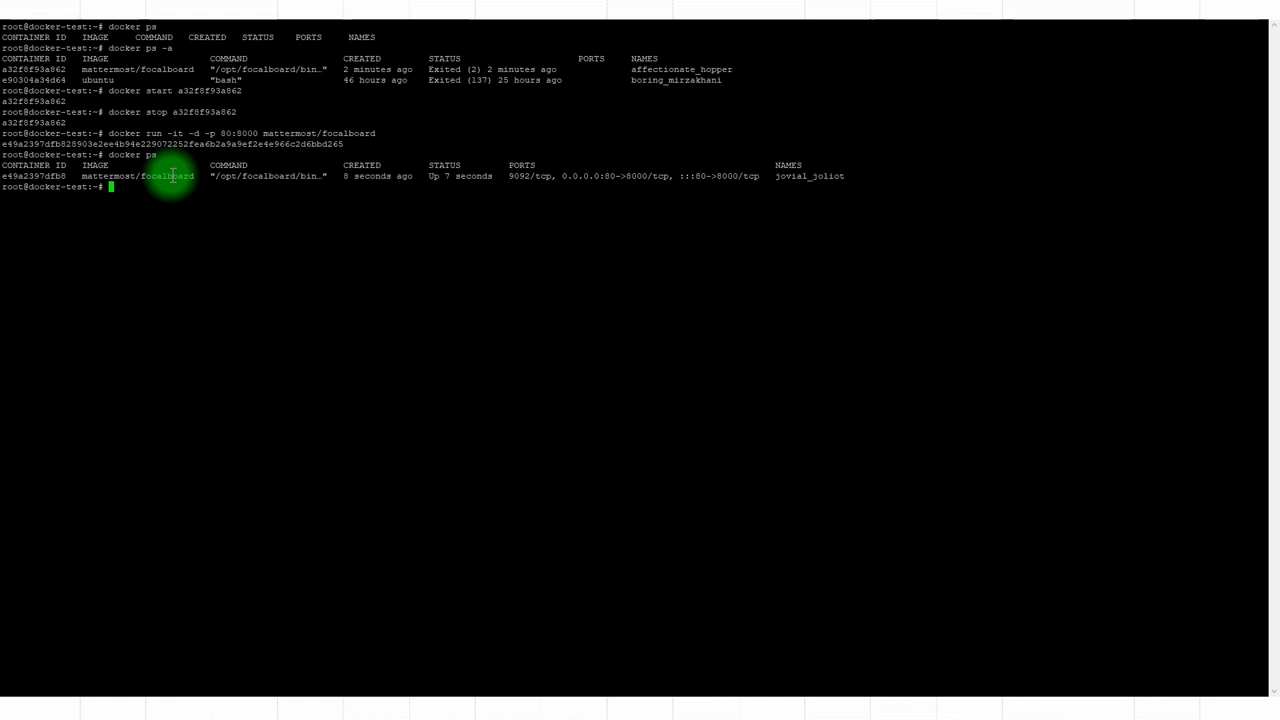 root@docker-test:~# docker ps
CONTAINER ID   IMAGE     COMMAND   CREATED   STATUS    PORTS     NAMES
root@docker-test:~# docker ps -a
CONTAINER ID   IMAGE                   COMMAND                  CREATED         STATUS                      PORTS     NAMES
a32f8f93a862   mattermost/focalboard   "/opt/focalboard/bin…"   2 minutes ago   Exited (2) 2 minutes ago              affectionate_hopper
e90304a34d64   ubuntu                  "bash"                   46 hours ago    Exited (137) 25 hours ago             boring_mirzakhani
root@docker-test:~# docker start a32f8f93a862
a32f8f93a862
root@docker-test:~# docker stop a32f8f93a862
a32f8f93a862
root@docker-test:~# docker run -it -d -p 80:8000 mattermost/focalboard
e49a2397dfb828903e2ee4b94e229072252fea6b2a9a9ef2e4e966c2d6bbd265
root@docker-test:~# docker ps
CONTAINER ID   IMAGE                   COMMAND                  CREATED         STATUS         PORTS                                             NAMES
e49a2397dfb8   mattermost/focalboard   "/opt/focalboard/bin…"   8 seconds ago   Up 7 seconds   9092/tcp, 0.0.0.0:80->8000/tcp, :::80->8000/tcp   jovial_joliot
root@docker-test:~#